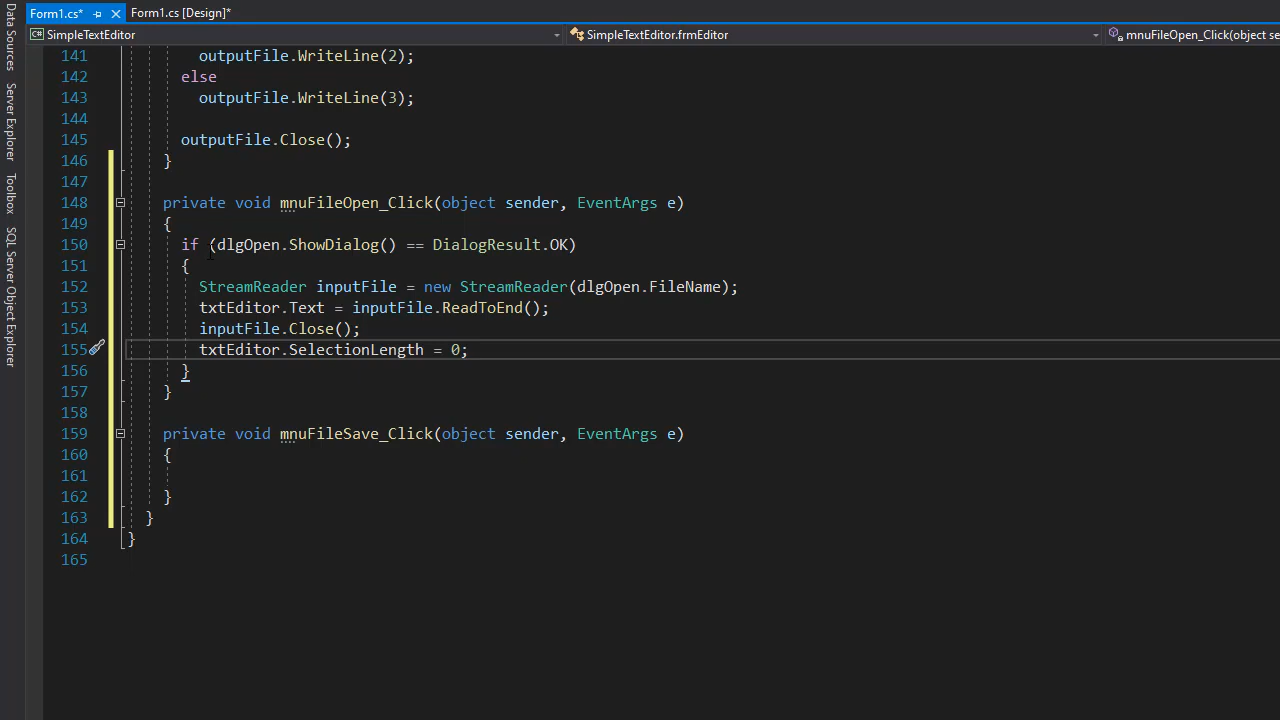 Form1.cs*
Form1.cs [Design]*
SimpleTextEditor
SimpleTextEditor.frmEditor
mnuFileOpen_Click(object se
Data Sources
Server Explorer
Toolbox
SQL Server Object Explorer
141 outputFile.WriteLine(2);
142 else
143 outputFile.WriteLine(3);
144
145 outputFile.Close();
146 }
147
148 private void mnuFileOpen_Click(object sender, EventArgs e)
149 {
150 if (dlgOpen.ShowDialog() == DialogResult.OK)
151 {
152 StreamReader inputFile = new StreamReader(dlgOpen.FileName);
153 txtEditor.Text = inputFile.ReadToEnd();
154 inputFile.Close();
155 txtEditor.SelectionLength = 0;
156 }
157 }
158
159 private void mnuFileSave_Click(object sender, EventArgs e)
160 {
161
162 }
163 }
164 }
165